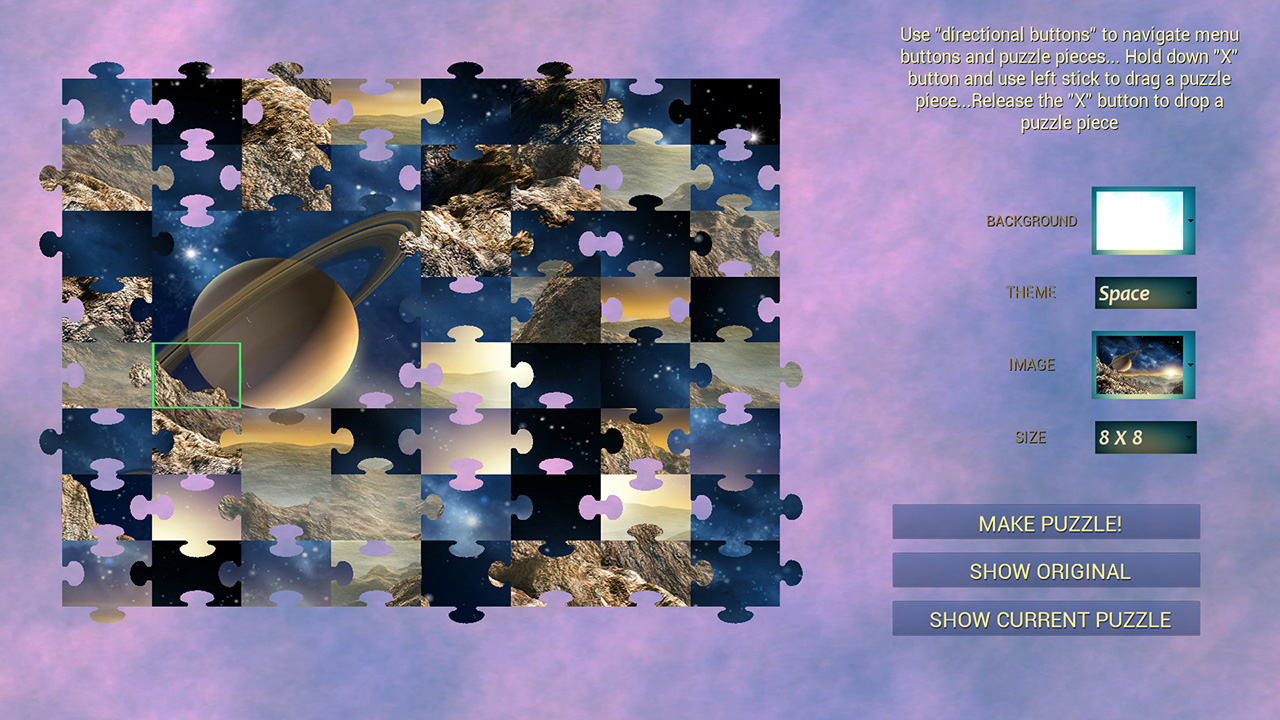 Use "directional buttons" to navigate menu
buttons and puzzle pieces... Hold down "X"
button and use left stick to drag a puzzle
piece...Release the "X" button to drop a
puzzle piece
BACKGROUND
THEME
Space
IMAGE
SIZE
8 X 8
MAKE PUZZLE!
SHOW ORIGINAL
SHOW CURRENT PUZZLE